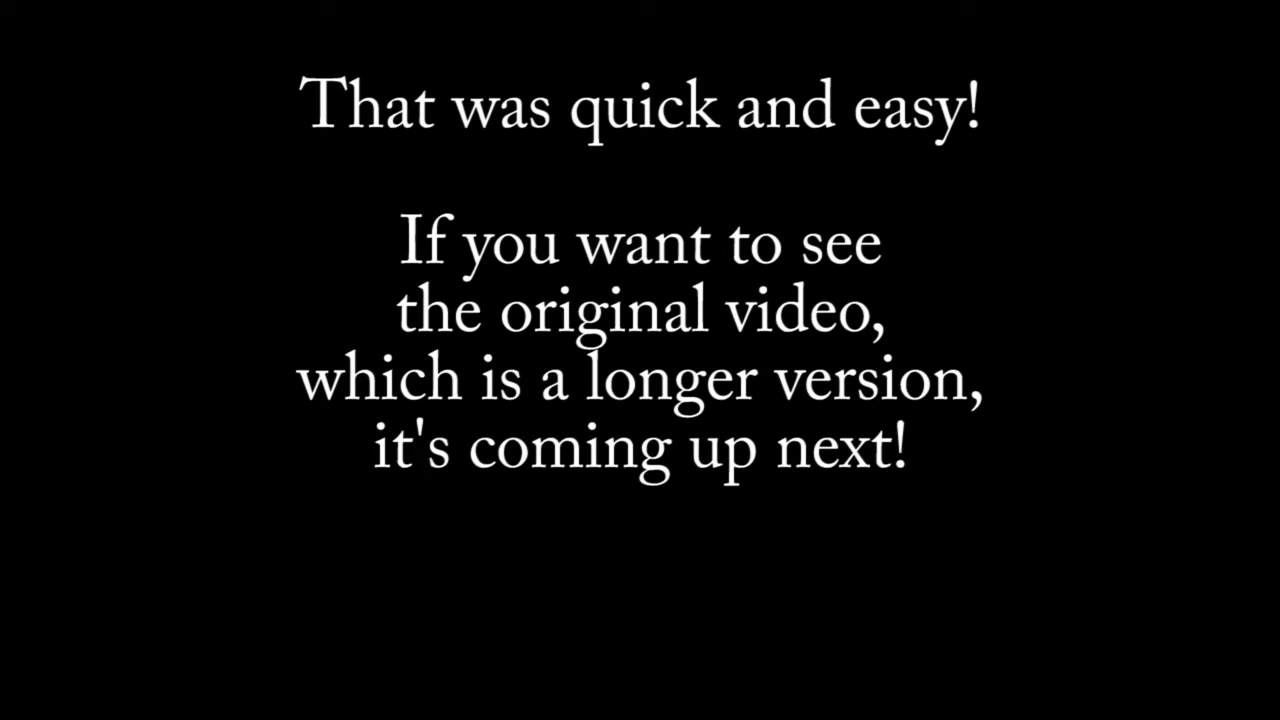 That was quick and easy!
If you want to see
the original video,
which is a longer version,
it's coming up next!